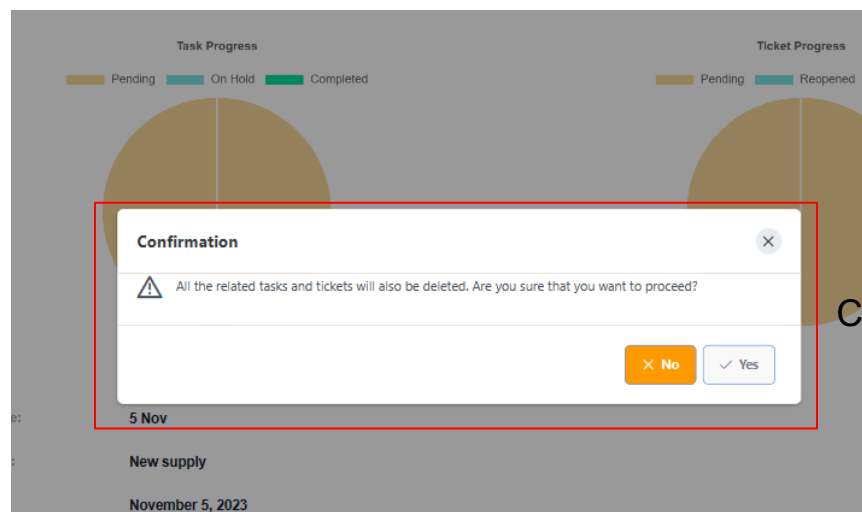 Task Progress
Ticket Progress
Pending On Hold Completed
Pending Reopened
Confirmation
All the related tasks and tickets will also be deleted. Are you sure that you want to proceed?
C
No Yes
e: 5 Nov
: New supply
November 5, 2023